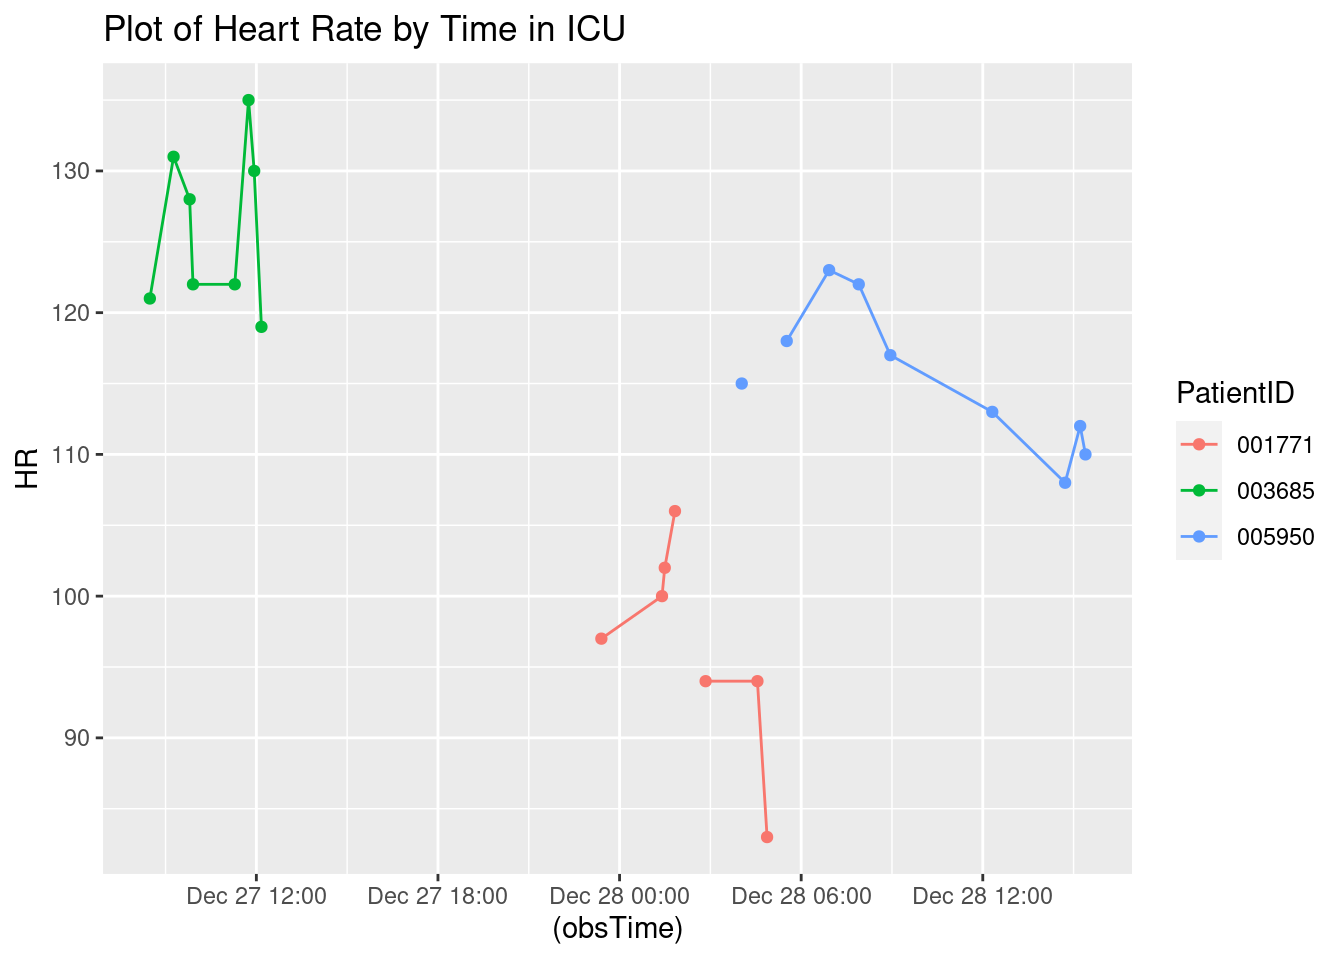 Plot of Heart Rate by Time in ICU
130
120
110
100
90
HR
Dec 27 12:00
Dec 27 18:00
Dec 28 00:00
Dec 28 06:00
Dec 28 12:00
(obsTime)
PatientID
001771
003685
005950